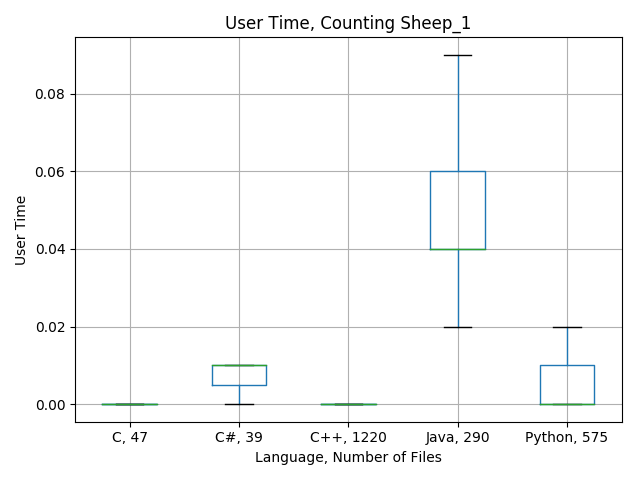 User Time, Counting Sheep_1
User Time
0.08
0.06
0.04
0.02
0.00
C, 47 C#, 39 C++, 1220 Java, 290 Python, 575
Language, Number of Files